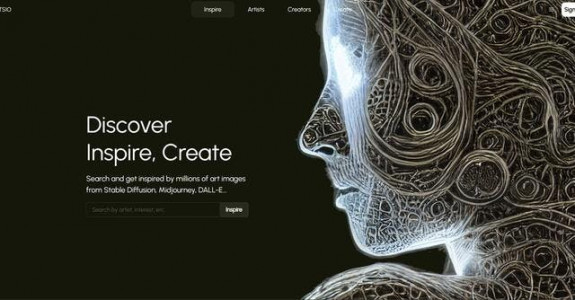 TSIO
Inspire
Artists
Creators
Sign
Discover
Inspire, Create
Search and get inspired by millions of art images
from Stable Diffusion, Midjourney, DALL-E...
Search by artist, interest, etc.
Inspire